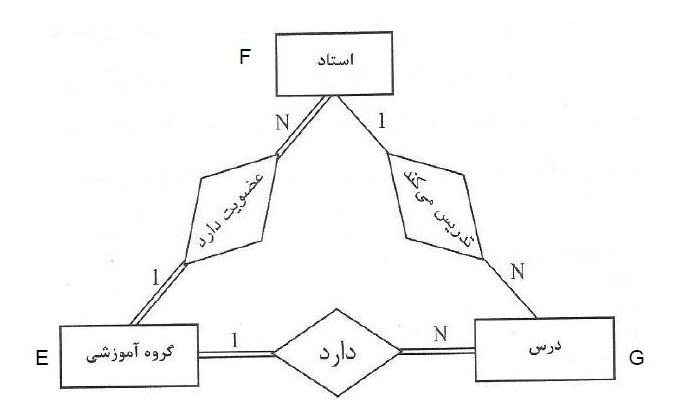 F
استاد
N
1
عضویت دارد
تدریس می‌کند
1
N
E
گروه آموزشی
1
دارد
N
درس
G